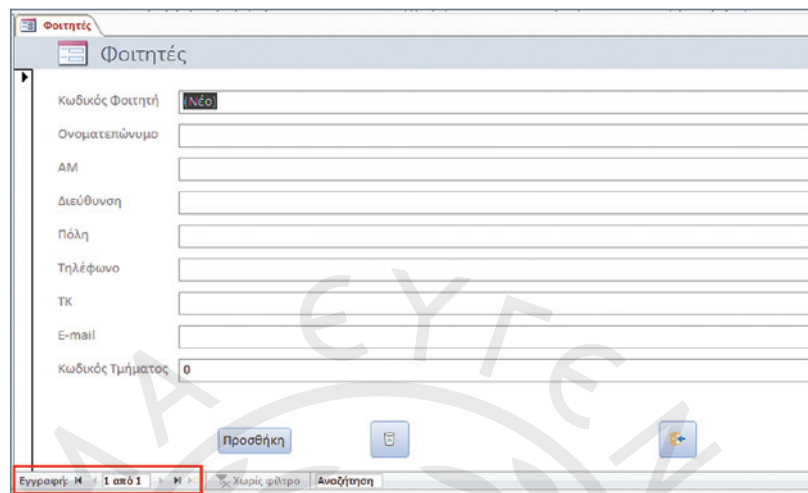 Φοιτητές
Φοιτητές
Κωδικός Φοιτητή (Νέο)
Ονοματεπώνυμο
ΑΜ
Διεύθυνση
Πόλη
Τηλέφωνο
ΤΚ
E-mail
Κωδικός Τμήματος 0
Προσθήκη
Εγγραφή: 1 από 1 Χωρίς φίλτρο Αναζήτηση